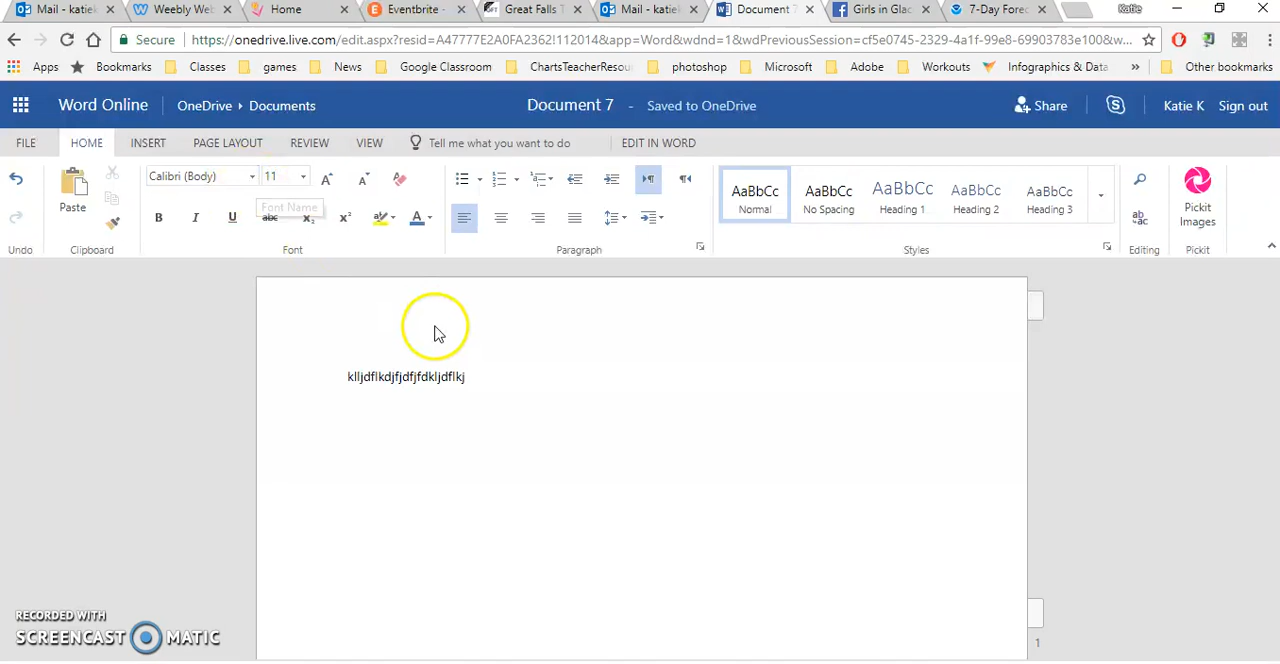 Mail - katiek
Weebly Web
Home
Eventbrite -
Great Falls T
Mail - katiek
Document 7
Girls in Glac
7-Day Forec
Katie
Secure
https://onedrive.live.com/edit.aspx?resid=A47777E2A0FA2362!112014&app=Word&wdnd=1&wdPreviousSession=cf5e0745-2329-4a1f-99e8-69903783e100&w...
Apps
Bookmarks
Classes
games
News
Google Classroom
ChartsTeacherResou
photoshop
Microsoft
Adobe
Workouts
Infographics & Data
»
Other bookmarks
Word Online
OneDrive ▸ Documents
Document 7 - Saved to OneDrive
Share
Katie K
Sign out
FILE
HOME
INSERT
PAGE LAYOUT
REVIEW
VIEW
Tell me what you want to do
EDIT IN WORD
Calibri (Body)
11
Paste
Font Name
B I U abc x₂ x²
AaBbCc
Normal
AaBbCc
No Spacing
AaBbCc
Heading 1
AaBbCc
Heading 2
AaBbCc
Heading 3
Pickit
Images
Undo
Clipboard
Font
Paragraph
Styles
Editing
Pickit
klljdflkdjfjdfjfdkljdflkj
1
RECORDED WITH
SCREENCAST MATIC